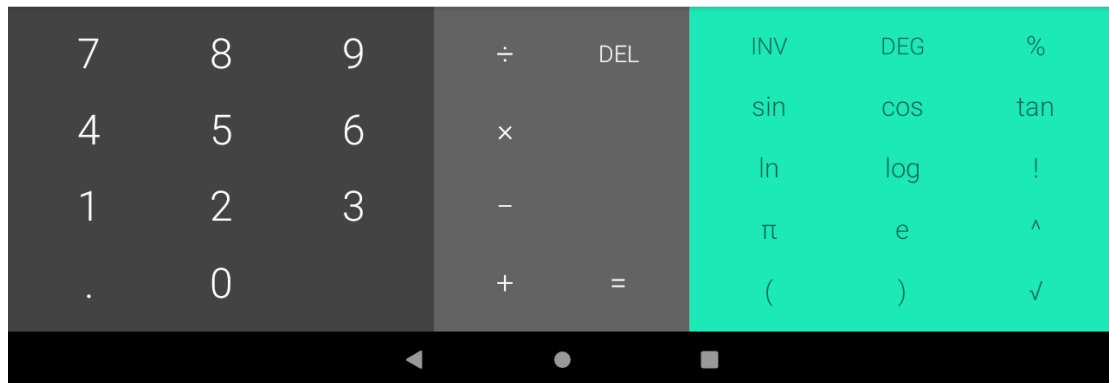 7 8 9 ÷ DEL INV DEG %
4 5 6 × sin cos tan
1 2 3 − ln log !
. 0 + = π e ^
( ) √